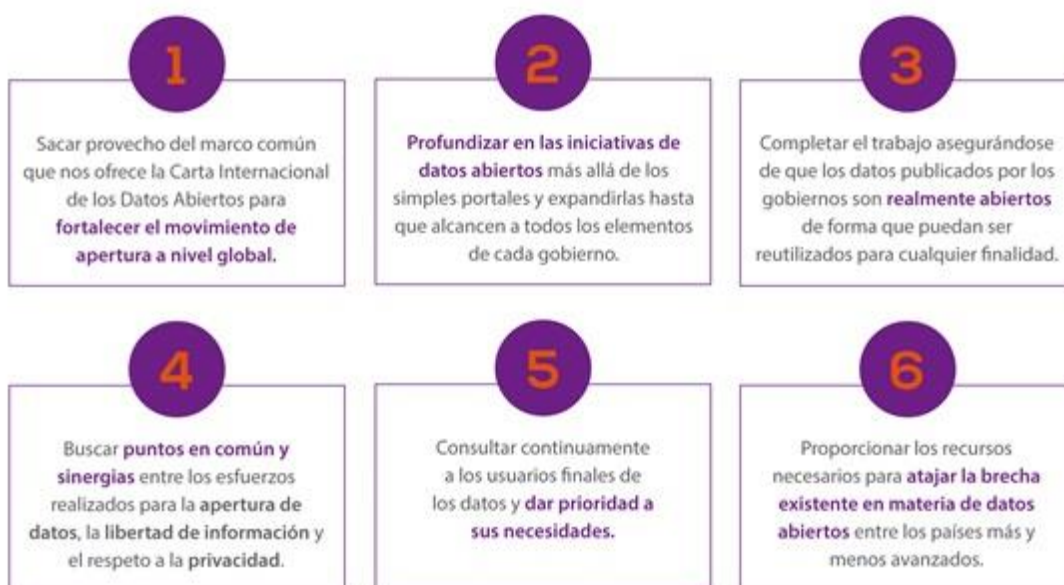 1
Sacar provecho del marco común
que nos ofrece la Carta Internacional
de los Datos Abiertos para
fortalecer el movimiento de
apertura a nivel global.
2
Profundizar en las iniciativas de
datos abiertos más allá de los
simples portales y expandirlas hasta
que alcancen a todos los elementos
de cada gobierno.
3
Completar el trabajo asegurándose
de que los datos publicados por los
gobiernos son realmente abiertos
de forma que puedan ser
reutilizados para cualquier finalidad.
4
Buscar puntos en común y
sinergias entre los esfuerzos
realizados para la apertura de
datos, la libertad de información y
el respeto a la privacidad.
5
Consultar continuamente
a los usuarios finales de
los datos y dar prioridad a
sus necesidades.
6
Proporcionar los recursos
necesarios para atajar la brecha
existente en materia de datos
abiertos entre los países más y
menos avanzados.